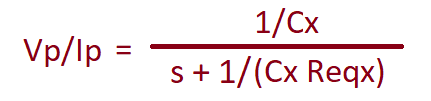 Vp/Ip = 1/Cx
s + 1/(Cx Reqx)